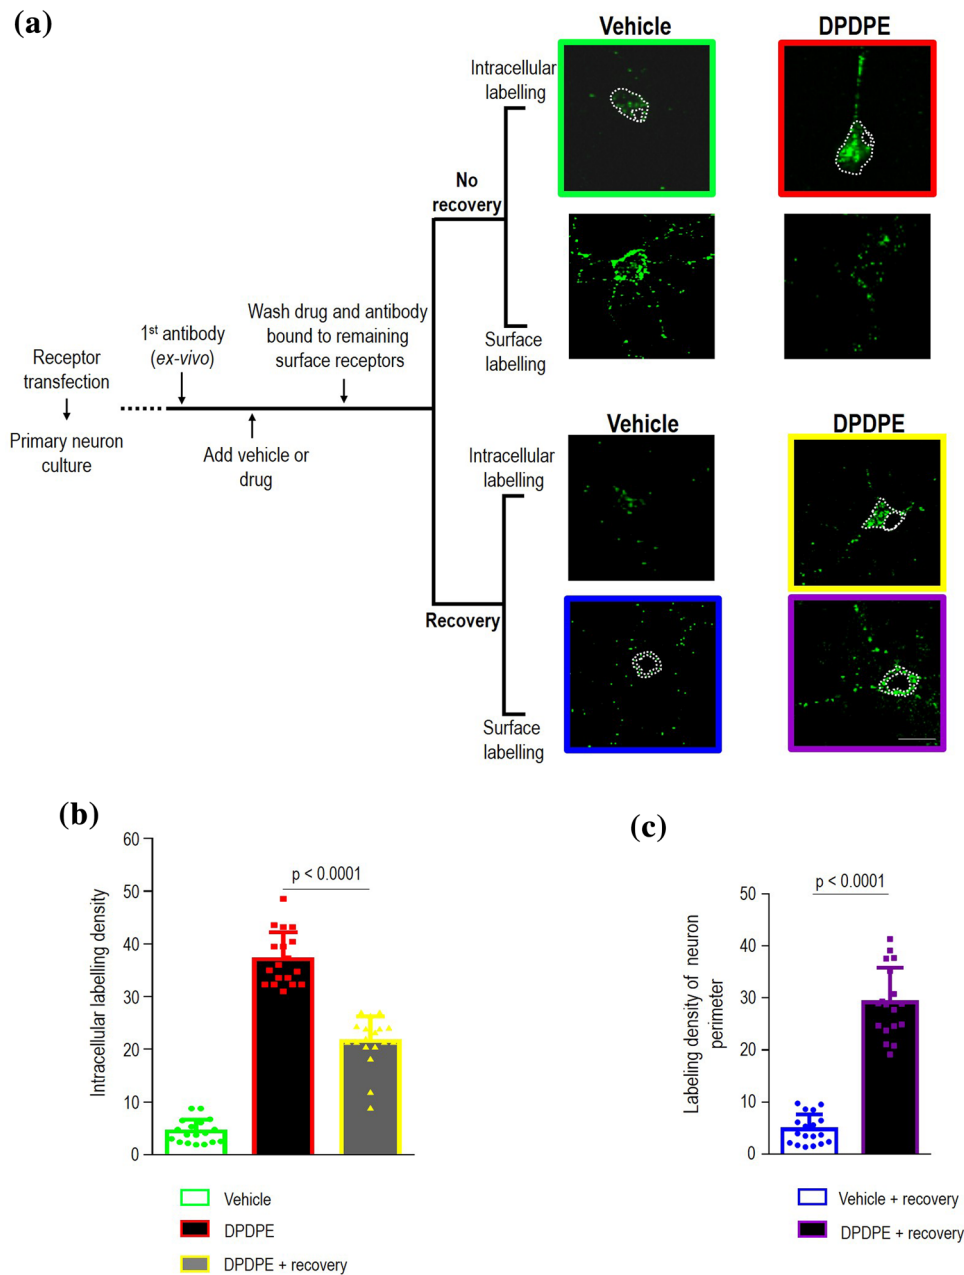 (a)
Vehicle
DPDPE
Intracellular
labelling
No
recovery
Surface
labelling
Receptor
transfection
Primary neuron
culture
1st antibody
(ex-vivo)
Add vehicle or
drug
Wash drug and antibody
bound to remaining
surface receptors
Vehicle
DPDPE
Intracellular
labelling
Recovery
Surface
labelling
(b)
Intracellular labelling density
60
50
40
30
20
10
0
p < 0.0001
Vehicle
DPDPE
DPDPE + recovery
(c)
Labeling density of neuron
perimeter
50
40
30
20
10
0
p < 0.0001
Vehicle + recovery
DPDPE + recovery